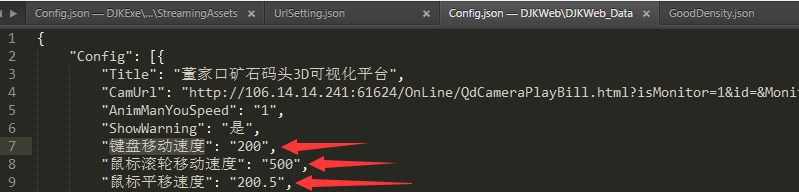 Config.json — DJKExe\...\StreamingAssets × UrlSetting.json × Config.json — DJKWeb\DJKWeb_Data × GoodDensity.json
1 {
2 "Config": [{
3 "Title": "董家口矿石码头3D可视化平台",
4 "CamUrl": "http://106.14.14.241:61624/OnLine/QdCameraPlayBill.html?isMonitor=1&id=&Moni
5 "AnimManYouSpeed": "1",
6 "ShowWarning": "是",
7 "键盘移动速度": "200",
8 "鼠标滚轮移动速度": "500",
9 "鼠标平移速度": "200.5",